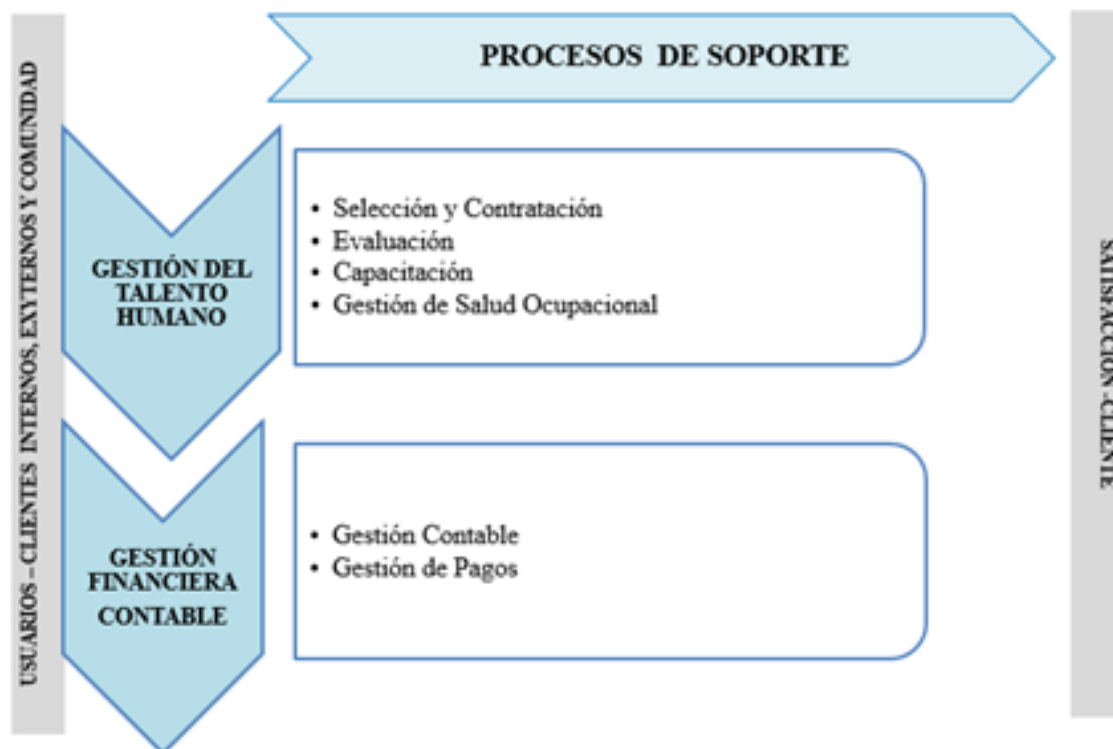 USUARIOS – CLIENTES INTERNOS, EXYTERNOS Y COMUNIDAD
PROCESOS DE SOPORTE
GESTIÓN DEL
TALENTO
HUMANO
• Selección y Contratación
• Evaluación
• Capacitación
• Gestión de Salud Ocupacional
GESTIÓN
FINANCIERA
CONTABLE
• Gestión Contable
• Gestión de Pagos
SATISFACCIÓN -CLIENTE